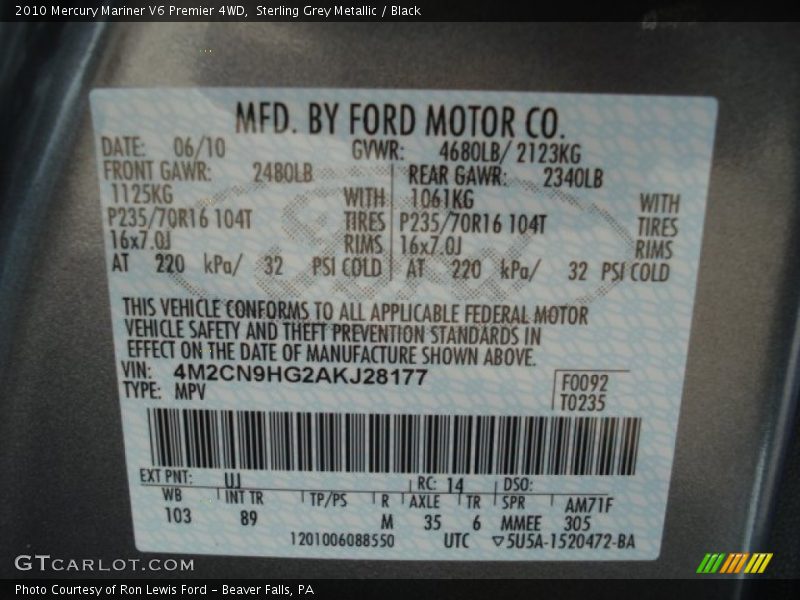 2010 Mercury Mariner V6 Premier 4WD,  Sterling Grey Metallic / Black
MFD. BY FORD MOTOR CO.
DATE: 06/10 GVWR: 4680LB/ 2123KG
FRONT GAWR: 2480LB REAR GAWR: 2340LB
1125KG WITH 1061KG WITH
P235/70R16 104T TIRES P235/70R16 104T TIRES
16x7.0J RIMS 16x7.0J RIMS
AT 220 kPa/ 32 PSI COLD AT 220 kPa/ 32 PSI COLD
THIS VEHICLE CONFORMS TO ALL APPLICABLE FEDERAL MOTOR
VEHICLE SAFETY AND THEFT PREVENTION STANDARDS IN
EFFECT ON THE DATE OF MANUFACTURE SHOWN ABOVE.
VIN: 4M2CN9HG2AKJ28177 F0092
TYPE: MPV T0235
EXT PNT: UJ RC: 14 DSO:
WB INT TR TP/PS R AXLE TR SPR AM71F
103 89 M 35 6 MMEE 305
1201006088550 UTC ▽5U5A-1520472-BA
GTCARLOT.COM
Photo Courtesy of Ron Lewis Ford – Beaver Falls, PA